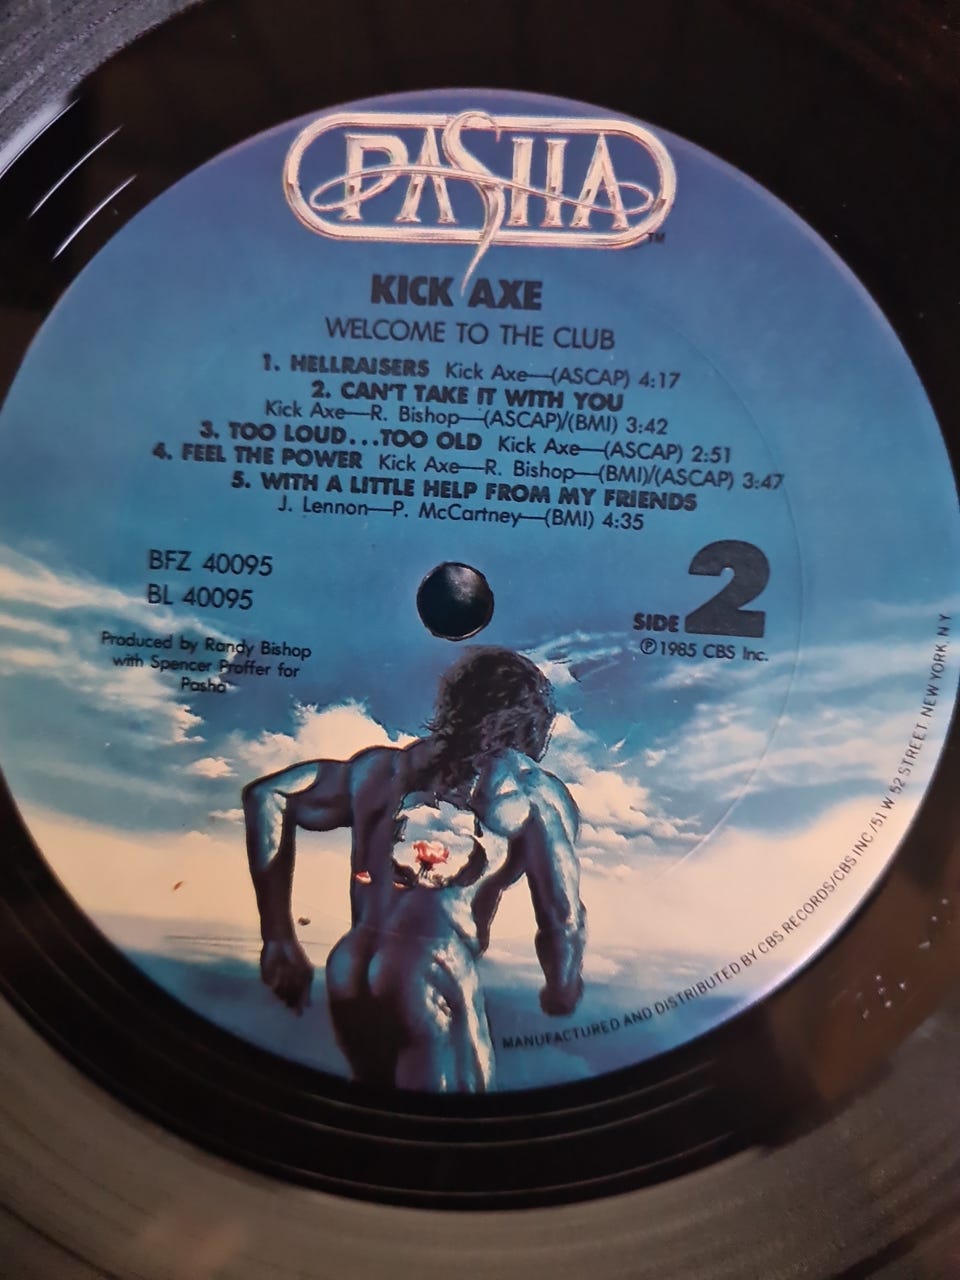 PASHA
TM
KICK AXE
WELCOME TO THE CLUB
1. HELLRAISERS Kick Axe—(ASCAP) 4:17
2. CAN'T TAKE IT WITH YOU
Kick Axe—R. Bishop—(ASCAP)/(BMI) 3:42
3. TOO LOUD...TOO OLD Kick Axe—(ASCAP) 2:51
4. FEEL THE POWER Kick Axe—R. Bishop—(BMI)/(ASCAP) 3:47
5. WITH A LITTLE HELP FROM MY FRIENDS
J. Lennon—P. McCartney—(BMI) 4:35
BFZ 40095
BL 40095
Produced by Randy Bishop
with Spencer Proffer for
Pasha
SIDE 2
℗ 1985 CBS Inc.
MANUFACTURED AND DISTRIBUTED BY CBS RECORDS/CBS INC./51 W 52 STREET, NEW YORK, N Y